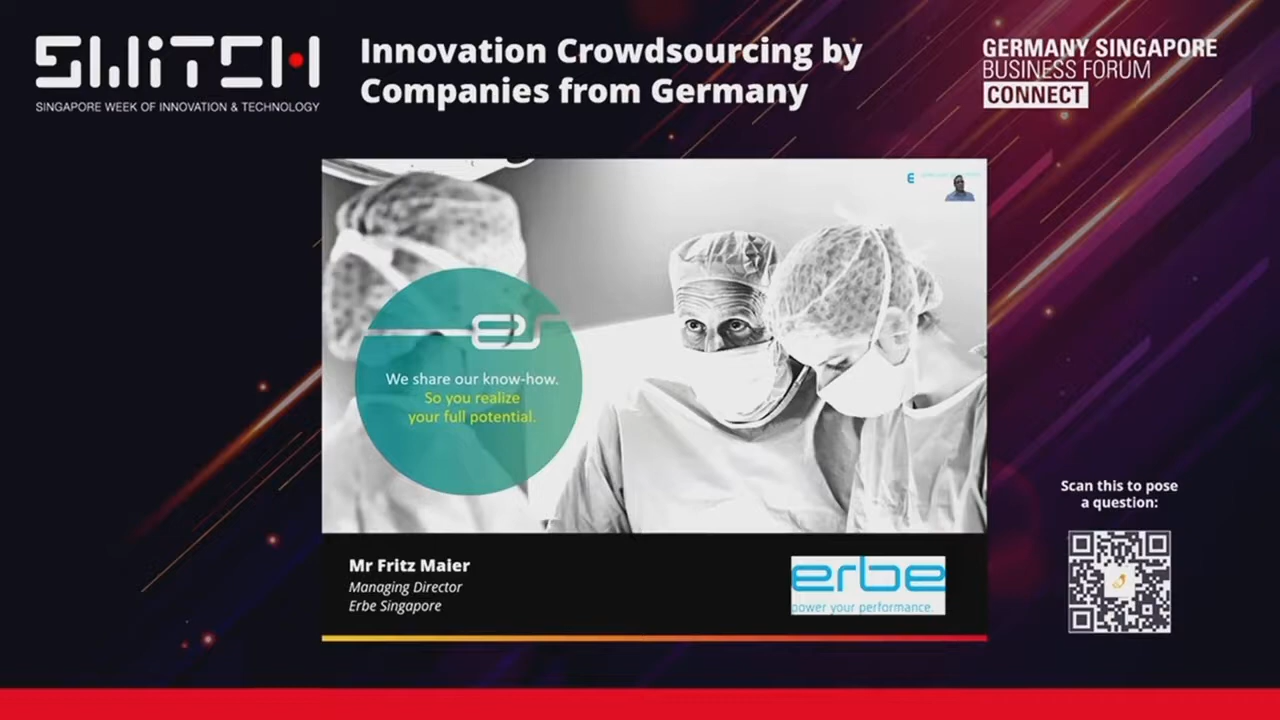 SWITCH
SINGAPORE WEEK OF INNOVATION & TECHNOLOGY
Innovation Crowdsourcing by
Companies from Germany
GERMANY SINGAPORE
BUSINESS FORUM
CONNECT
We share our know-how.
So you realize
your full potential.
Scan this to pose
a question:
Mr Fritz Maier
Managing Director
Erbe Singapore
erbe
power your performance.